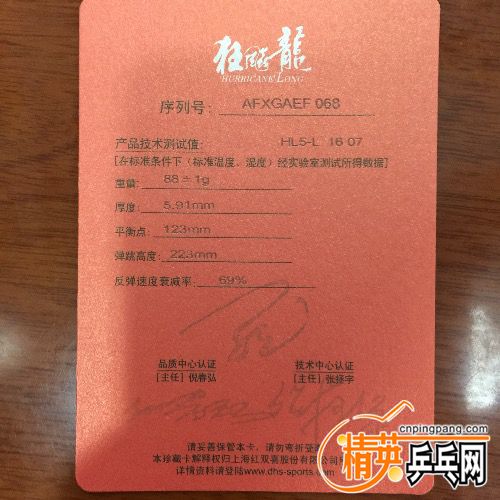 狂飚龍
HURRICANE LONG
序列号： AFXGAEF 068
产品技术测试值： HL5-L 16 07
[在标准条件下（标准温度、湿度）经实验室测试所得数据]
重量： 88 ± 1g
厚度： 5.91mm
平衡点： 123mm
弹跳高度： 223mm
反弹速度衰减率： 69%
品质中心认证 技术中心认证
[主任] 倪春弘 [主任] 张绎宇
请妥善保管本卡，请勿弯折受
本珍藏卡解释权归上海红双喜股份有限公司所
详情资料请登陆www.dhs-sports.com
cnpingpang.com
精英乒乓网